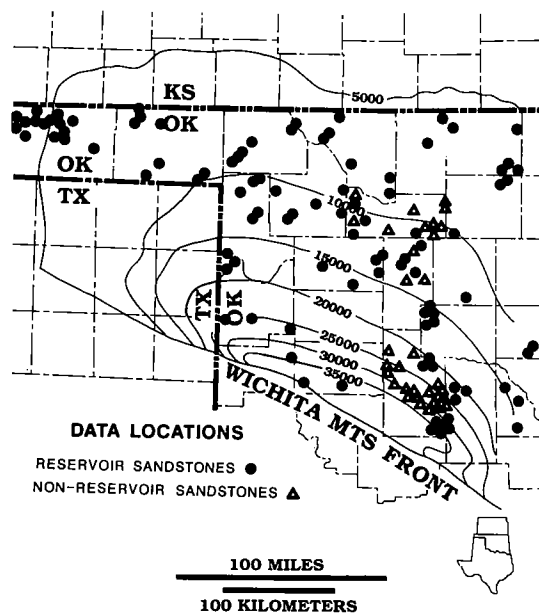 5000
KS
OK
OK
TX
10000
15000
20000
TX
OK
25000
30000
35000
WICHITA MTS FRONT
DATA LOCATIONS
RESERVOIR SANDSTONES
NON-RESERVOIR SANDSTONES
100 MILES
100 KILOMETERS